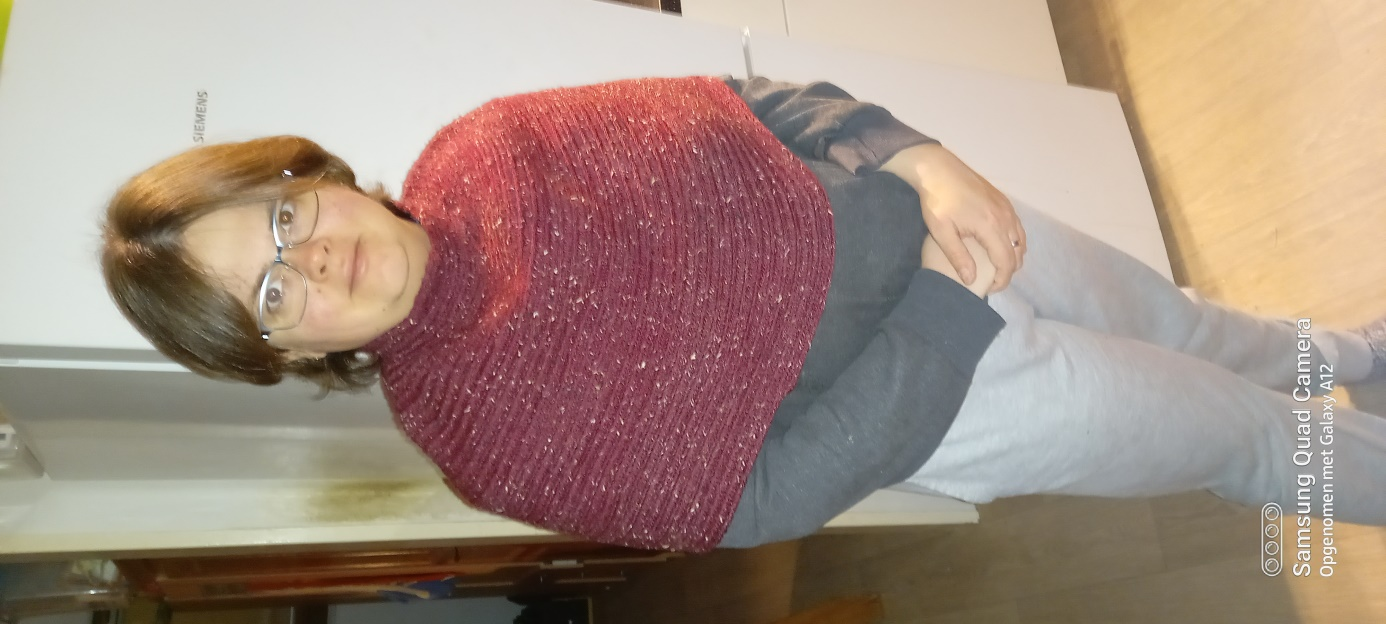 SIEMENS
Samsung Quad Camera
Opgenomen met Galaxy A12